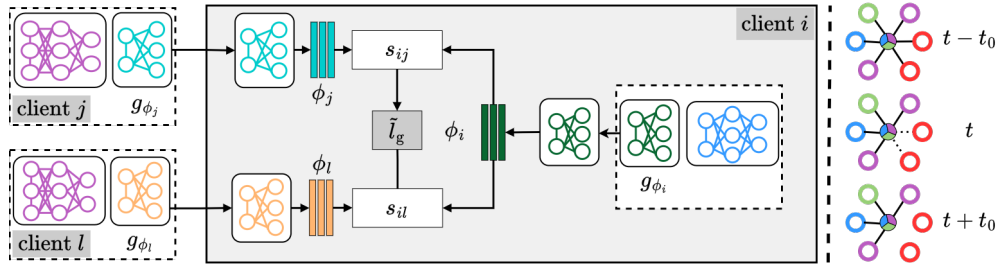 client j
g_{ϕ_j}
client l
g_{ϕ_l}
ϕ_j
s_{ij}
l̃_g
ϕ_l
s_{il}
ϕ_i
client i
g_{ϕ_i}
t − t_0
t
t + t_0